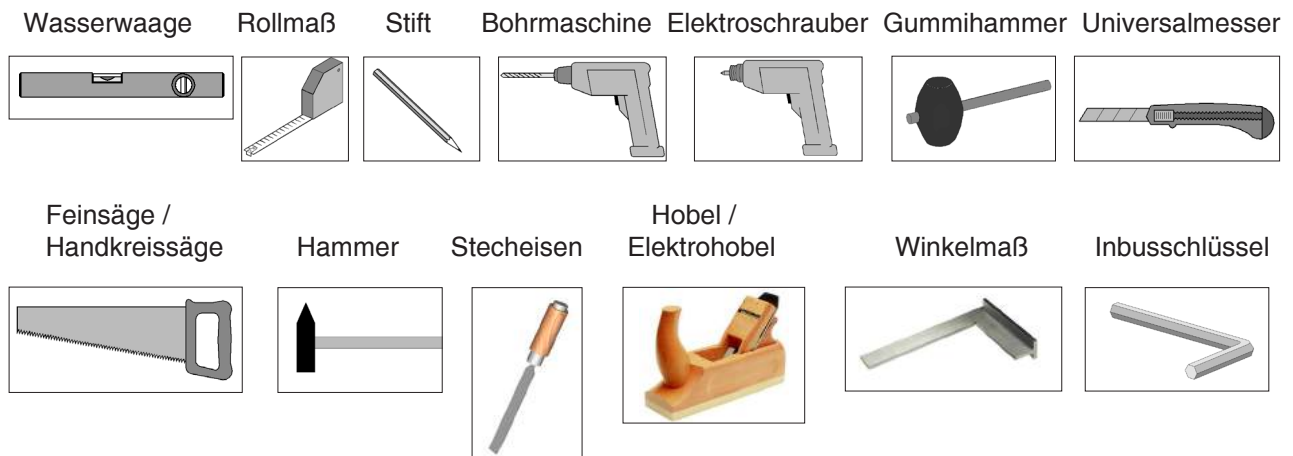 Wasserwaage Rollmaß Stift Bohrmaschine Elektroschrauber Gummihammer Universalmesser
Feinsäge /
Handkreissäge Hammer Stecheisen Hobel /
Elektrohobel Winkelmaß Inbusschlüssel